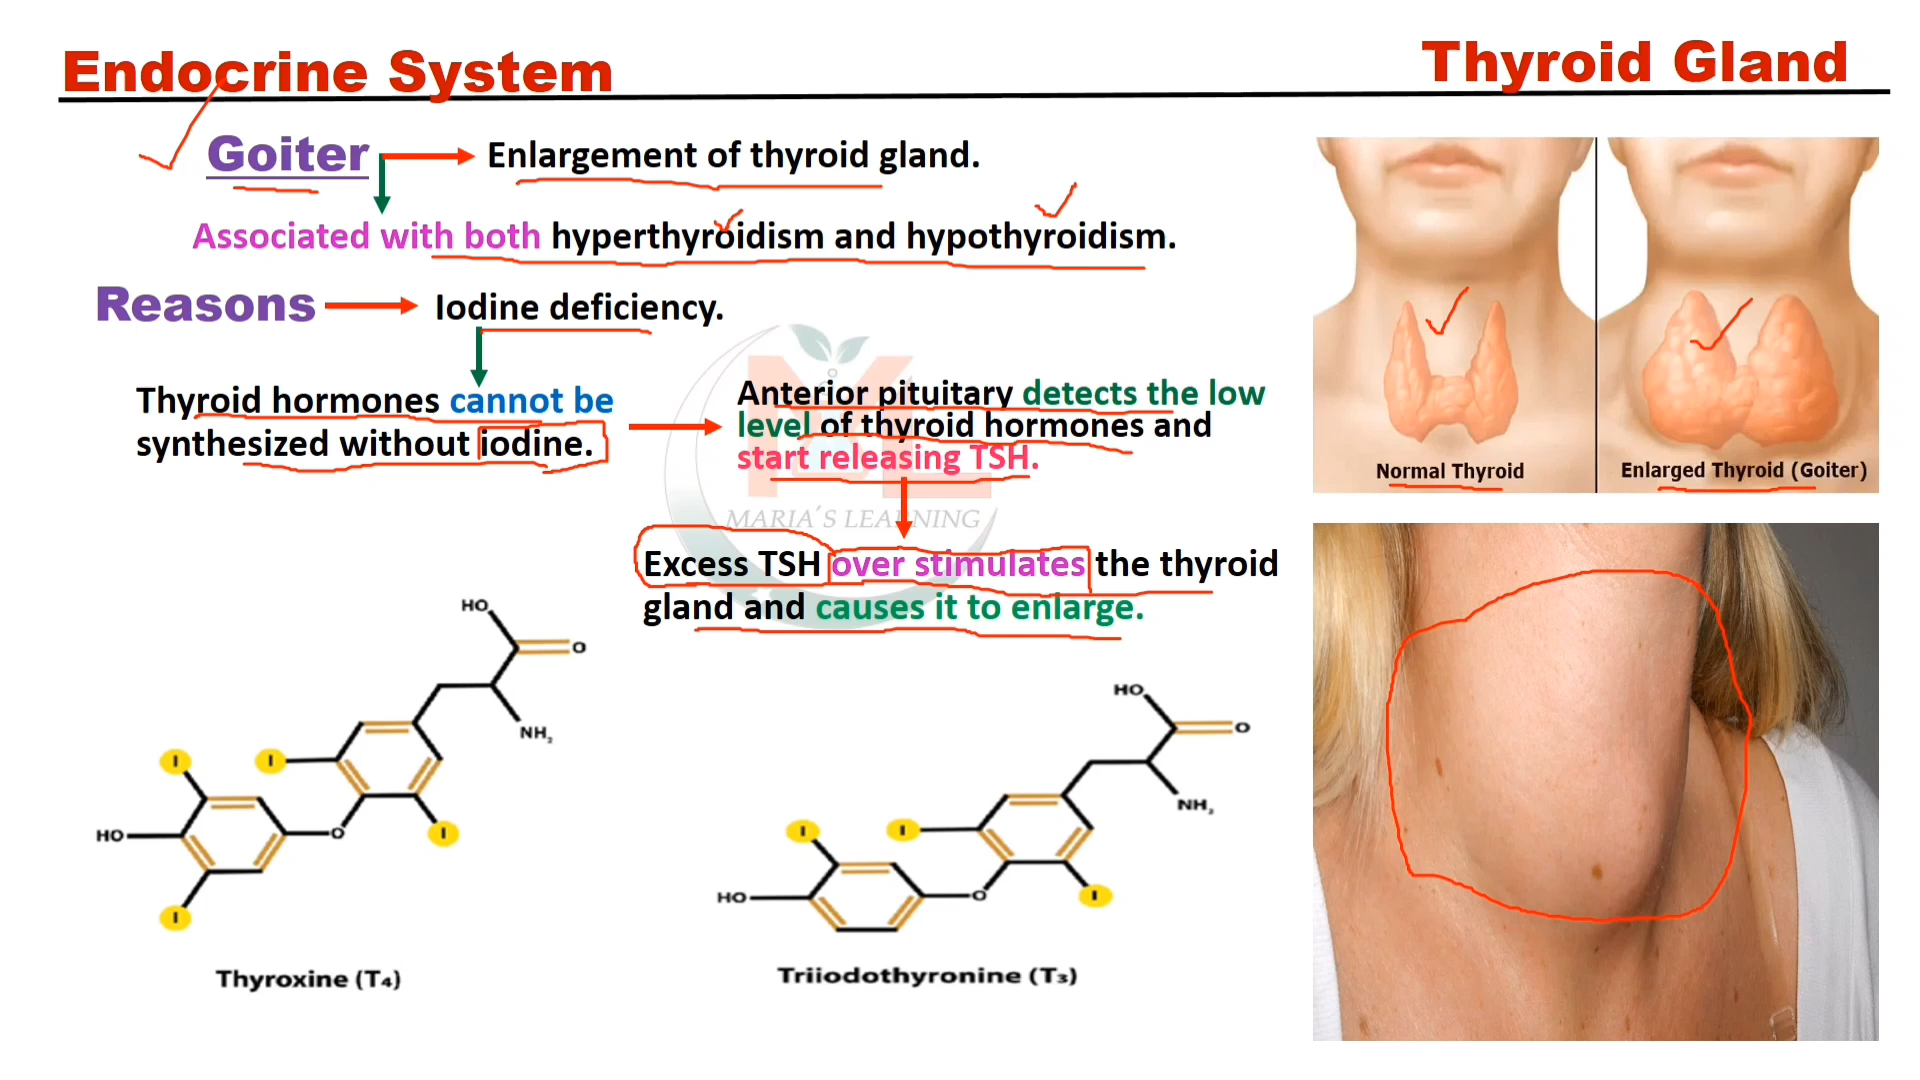 Endocrine System
Thyroid Gland
Goiter
Enlargement of thyroid gland.
Associated with both hyperthyroidism and hypothyroidism.
Reasons
Iodine deficiency.
Thyroid hormones cannot be
synthesized without iodine.
Anterior pituitary detects the low
level of thyroid hormones and
start releasing TSH.
MARIA'S LEARNING
Excess TSH over stimulates the thyroid
gland and causes it to enlarge.
Normal Thyroid
Enlarged Thyroid (Goiter)
HO
O
NH₂
I
I
HO
O
I
I
Thyroxine (T₄)
HO
O
NH₂
I
I
HO
O
I
Triiodothyronine (T₃)